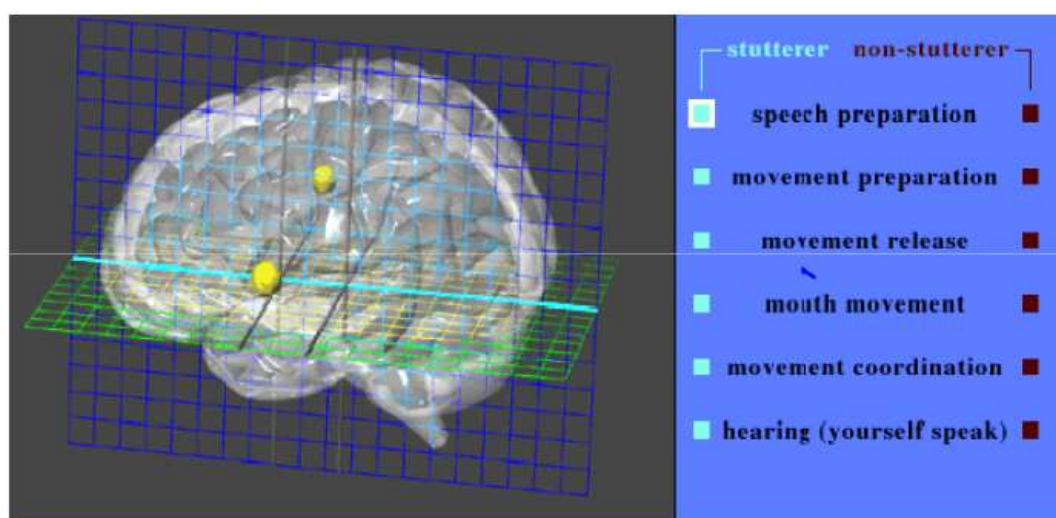 stutterer non-stutterer
speech preparation
movement preparation
movement release
mouth movement
movement coordination
hearing (yourself speak)